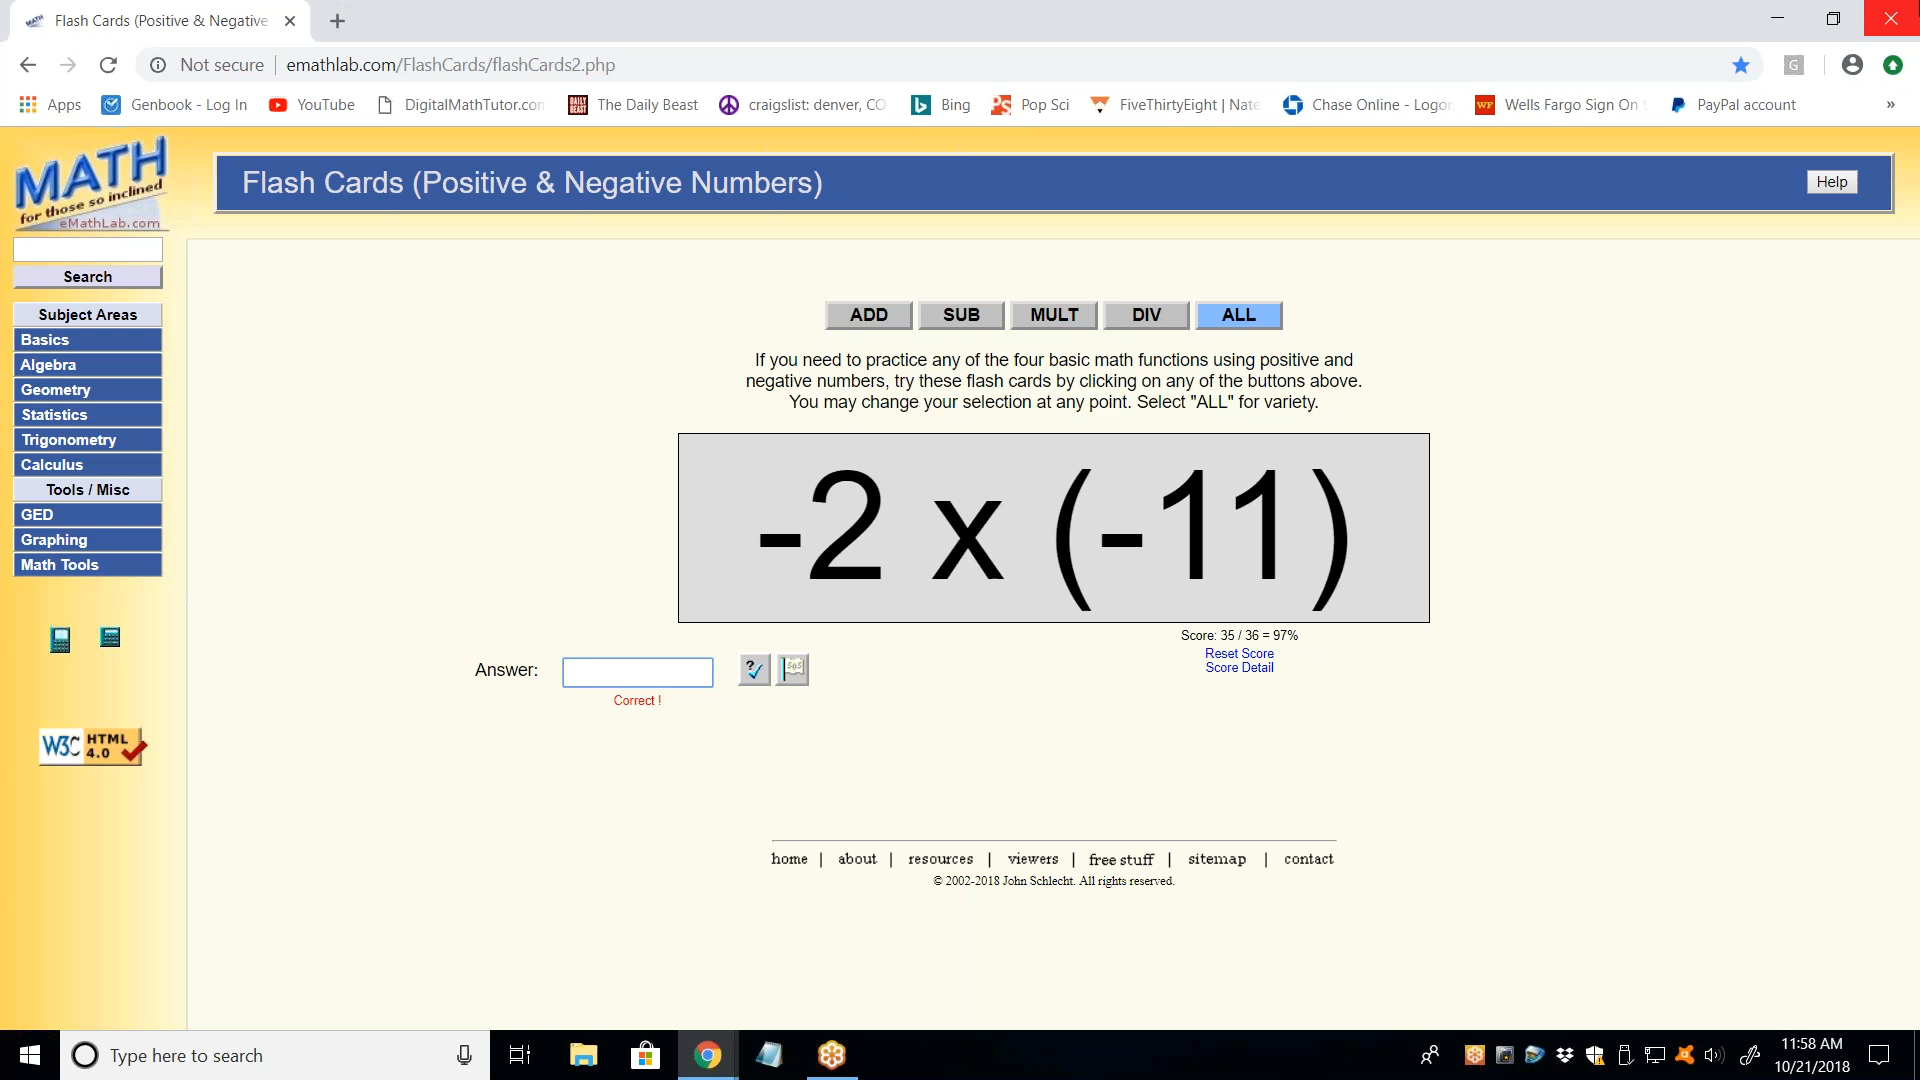 Flash Cards (Positive & Negative
Not secure
emathlab.com/FlashCards/flashCards2.php
G
Apps
Genbook - Log In
YouTube
DigitalMathTutor.con
DAILY BEAST
The Daily Beast
craigslist: denver, CO
Bing
PS
Pop Sci
FiveThirtyEight | Nate
Chase Online - Logon
WF
Wells Fargo Sign On t
PayPal account
»
MATH
for those so inclined
eMathLab.com
Flash Cards (Positive & Negative Numbers)
Help
Search
Subject Areas
Basics
Algebra
Geometry
Statistics
Trigonometry
Calculus
Tools / Misc
GED
Graphing
Math Tools
W3C HTML 4.0
ADD SUB MULT DIV ALL
If you need to practice any of the four basic math functions using positive and
negative numbers, try these flash cards by clicking on any of the buttons above.
You may change your selection at any point. Select "ALL" for variety.
-2 x (-11)
Score: 35 / 36 = 97%
Reset Score
Score Detail
Answer:
SOS
Correct !
home | about | resources | viewers | free stuff | sitemap | contact
© 2002-2018 John Schlecht. All rights reserved.
Type here to search
11:58 AM
10/21/2018